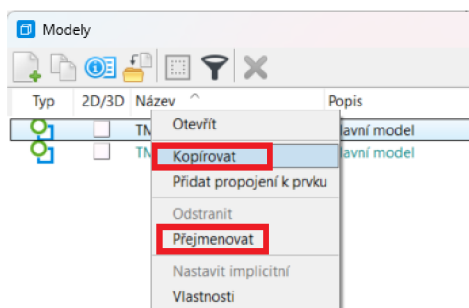 Modely
Typ 2D/3D Název Popis
Otevřít
Kopírovat
Přidat propojení k prvku
Odstranit
Přejmenovat
Nastavit implicitní
Vlastnosti
TM lavní model
TM lavní model